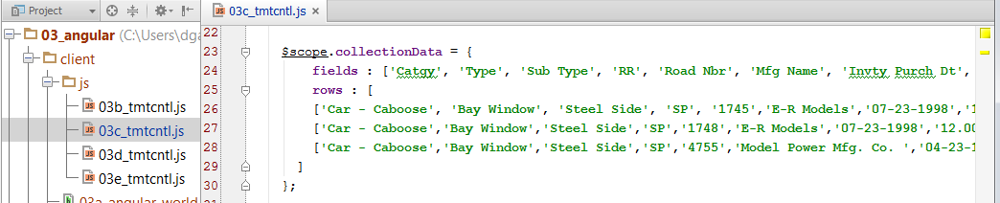 Project
03c_tmtcntl.js
03_angular (C:\Users\dga
client
js
03b_tmtcntl.js
03c_tmtcntl.js
03d_tmtcntl.js
03e_tmtcntl.js
03a_angular_world
22
23 $scope.collectionData = {
24 fields : ['Catgy', 'Type', 'Sub Type', 'RR', 'Road Nbr', 'Mfg Name', 'Invty Purch Dt',
25 rows : [
26 ['Car - Caboose', 'Bay Window', 'Steel Side', 'SP', '1745','E-R Models','07-23-1998','1
27 ['Car - Caboose','Bay Window','Steel Side','SP','1748','E-R Models','07-23-1998','12.00
28 ['Car - Caboose','Bay Window','Steel Side','SP','4755','Model Power Mfg. Co. ','04-23-1
29 ]
30 };